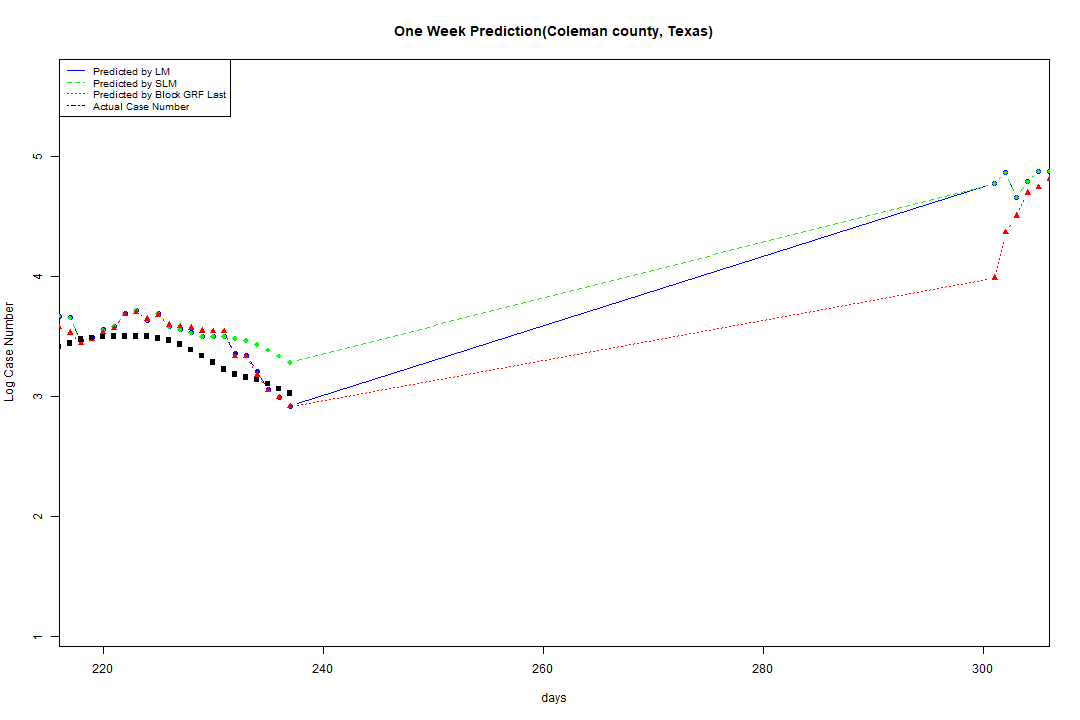 One Week Prediction(Coleman county, Texas)
Predicted by LM
Predicted by SLM
Predicted by Block GRF Last
Actual Case Number
5
4
3
2
1
Log Case Number
220 240 260 280 300
days